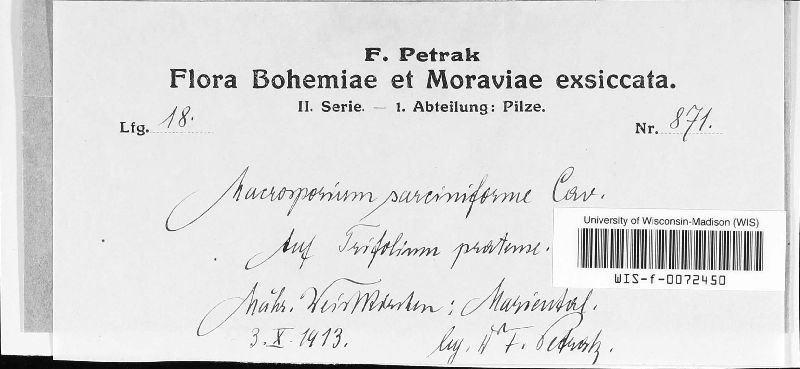 F. Petrak
Flora Bohemiae et Moraviae exsiccata.
II. Serie. — 1. Abteilung: Pilze.
Lfg. 18.
Nr. 871.
Macrosporium sarciniforme Cav.
Auf Trifolium pratense.
University of Wisconsin-Madison (WIS)
WIS-f-0072450
Mähr. Weisskirchen: Mariental.
3. X. 1913.
leg. F. Petrak.